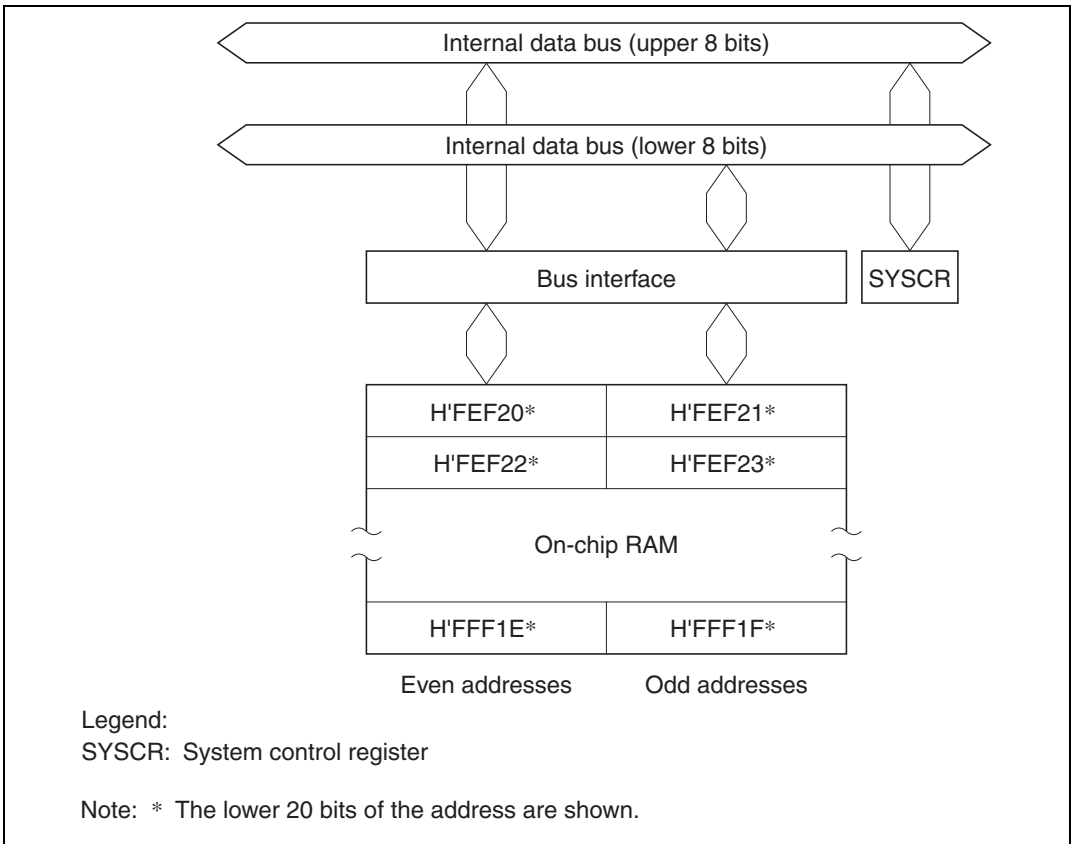 Internal data bus (upper 8 bits)
Internal data bus (lower 8 bits)
Bus interface
SYSCR
H'FEF20*
H'FEF21*
H'FEF22*
H'FEF23*
On-chip RAM
H'FFF1E*
H'FFF1F*
Even addresses
Odd addresses
Legend:
SYSCR: System control register
Note: * The lower 20 bits of the address are shown.